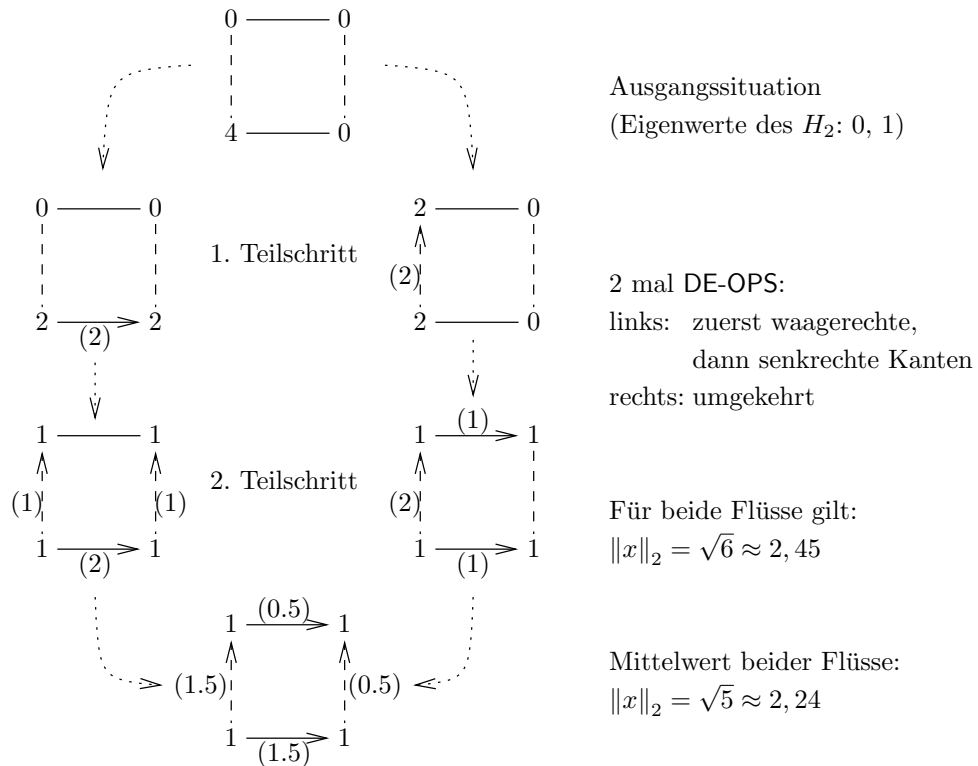 0 0
4 0
Ausgangssituation
(Eigenwerte des H₂: 0, 1)
0 0 2 0
1. Teilschritt
(2)
2 2 2 0
(2)
2 mal DE-OPS:
links: zuerst waagerechte,
dann senkrechte Kanten
rechts: umgekehrt
(1)
1 1 1 1
2. Teilschritt
(1) (1) (2)
1 1 1 1
(2) (1)
Für beide Flüsse gilt:
‖x‖₂ = √6 ≈ 2, 45
(0.5)
1 1
(1.5) (0.5)
1 1
(1.5)
Mittelwert beider Flüsse:
‖x‖₂ = √5 ≈ 2, 24